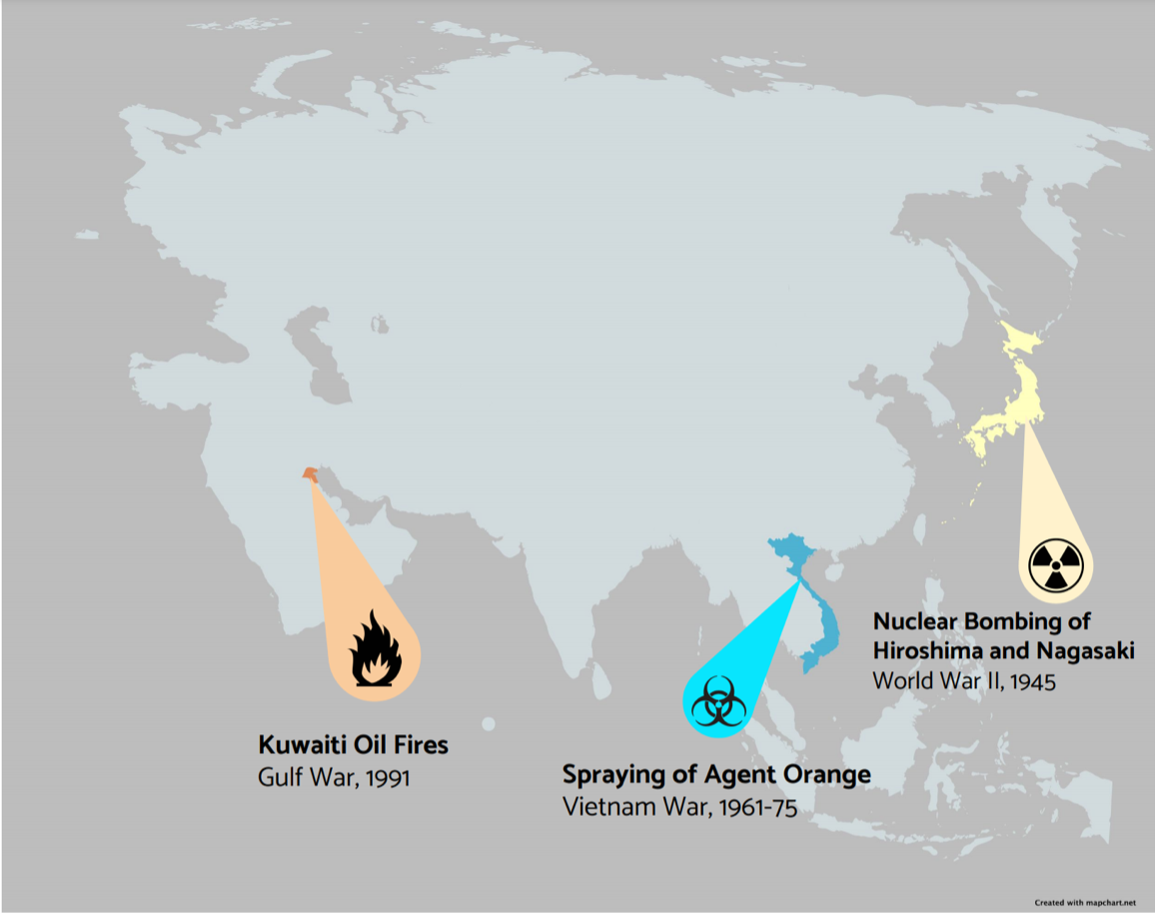 Nuclear Bombing of
Hiroshima and Nagasaki
World War II, 1945
Kuwaiti Oil Fires
Gulf War, 1991
Spraying of Agent Orange
Vietnam War, 1961-75
Created with mapchart.net